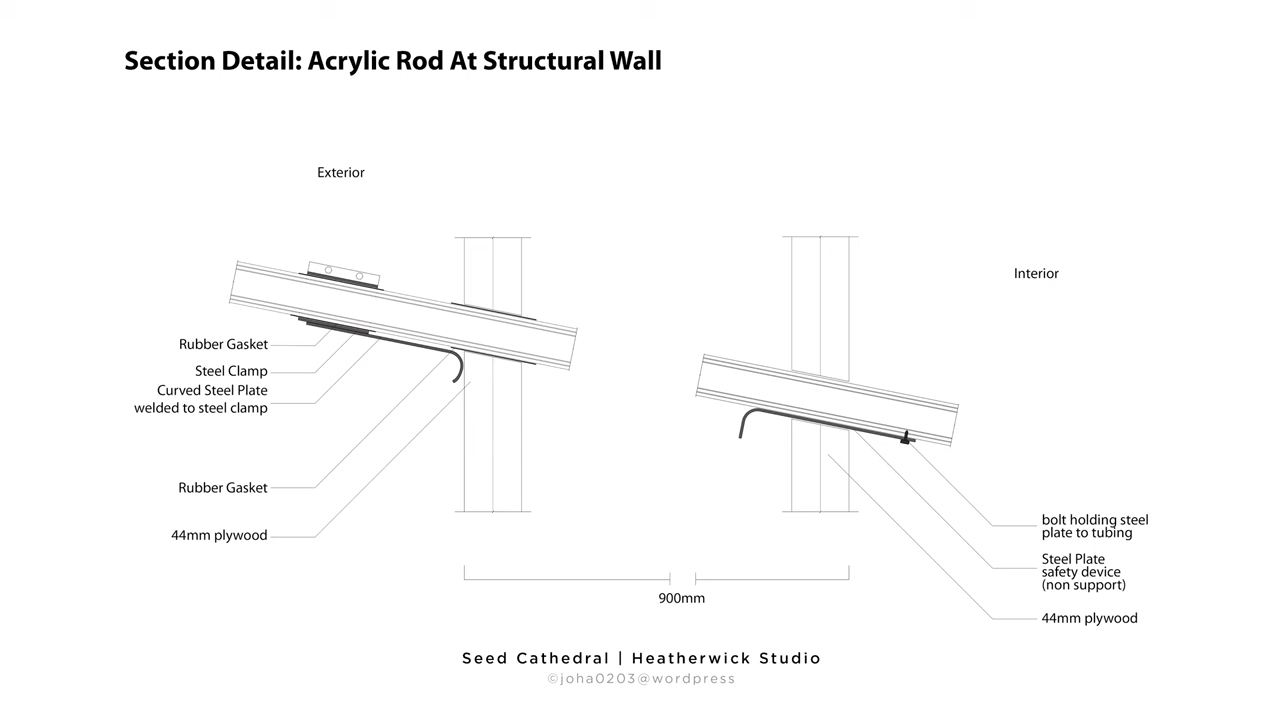 Section Detail: Acrylic Rod At Structural Wall
Exterior
Interior
Rubber Gasket
Steel Clamp
Curved Steel Plate
welded to steel clamp
Rubber Gasket
44mm plywood
bolt holding steel
plate to tubing
Steel Plate
safety device
(non support)
44mm plywood
900mm
Seed Cathedral | Heatherwick Studio
©joha0203@wordpress